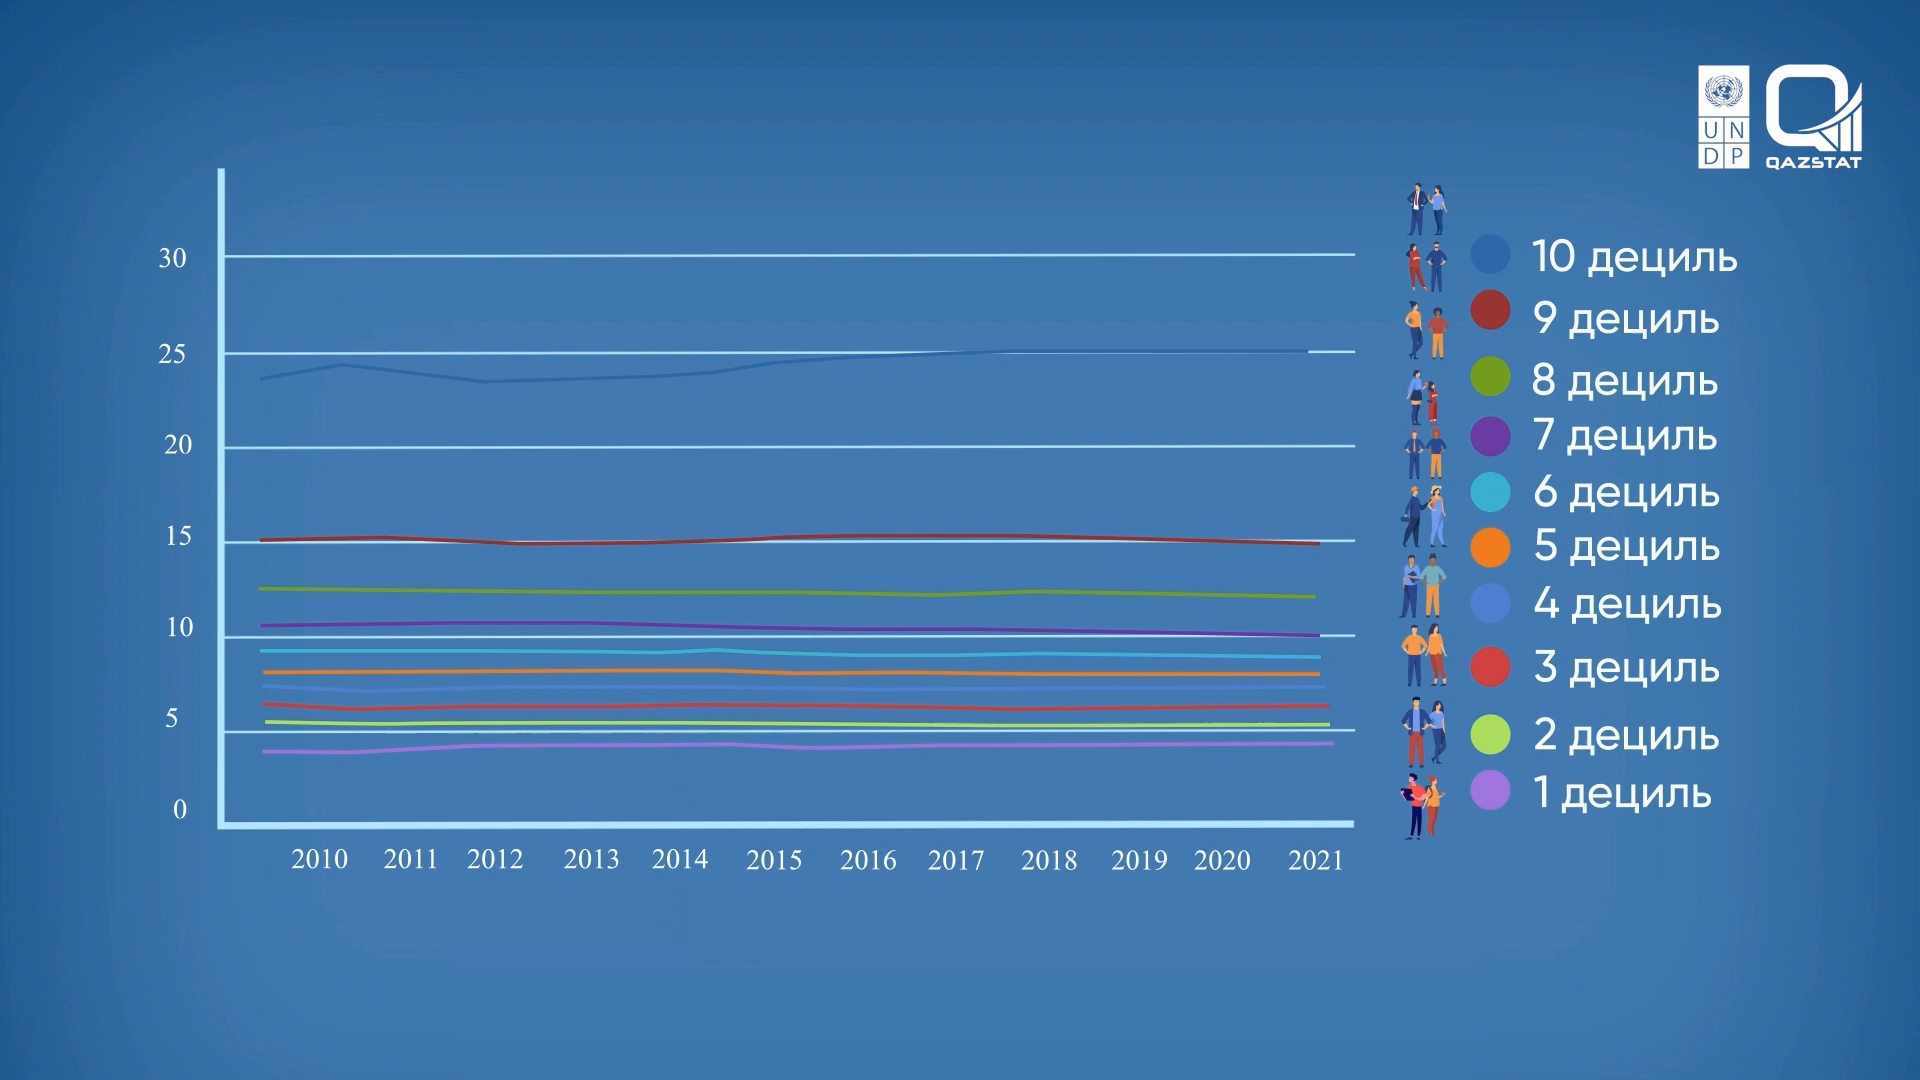 UN
DP
QAZSTAT
30
25
20
15
10
5
0
2010 2011 2012 2013 2014 2015 2016 2017 2018 2019 2020 2021
10 дециль
9 дециль
8 дециль
7 дециль
6 дециль
5 дециль
4 дециль
3 дециль
2 дециль
1 дециль